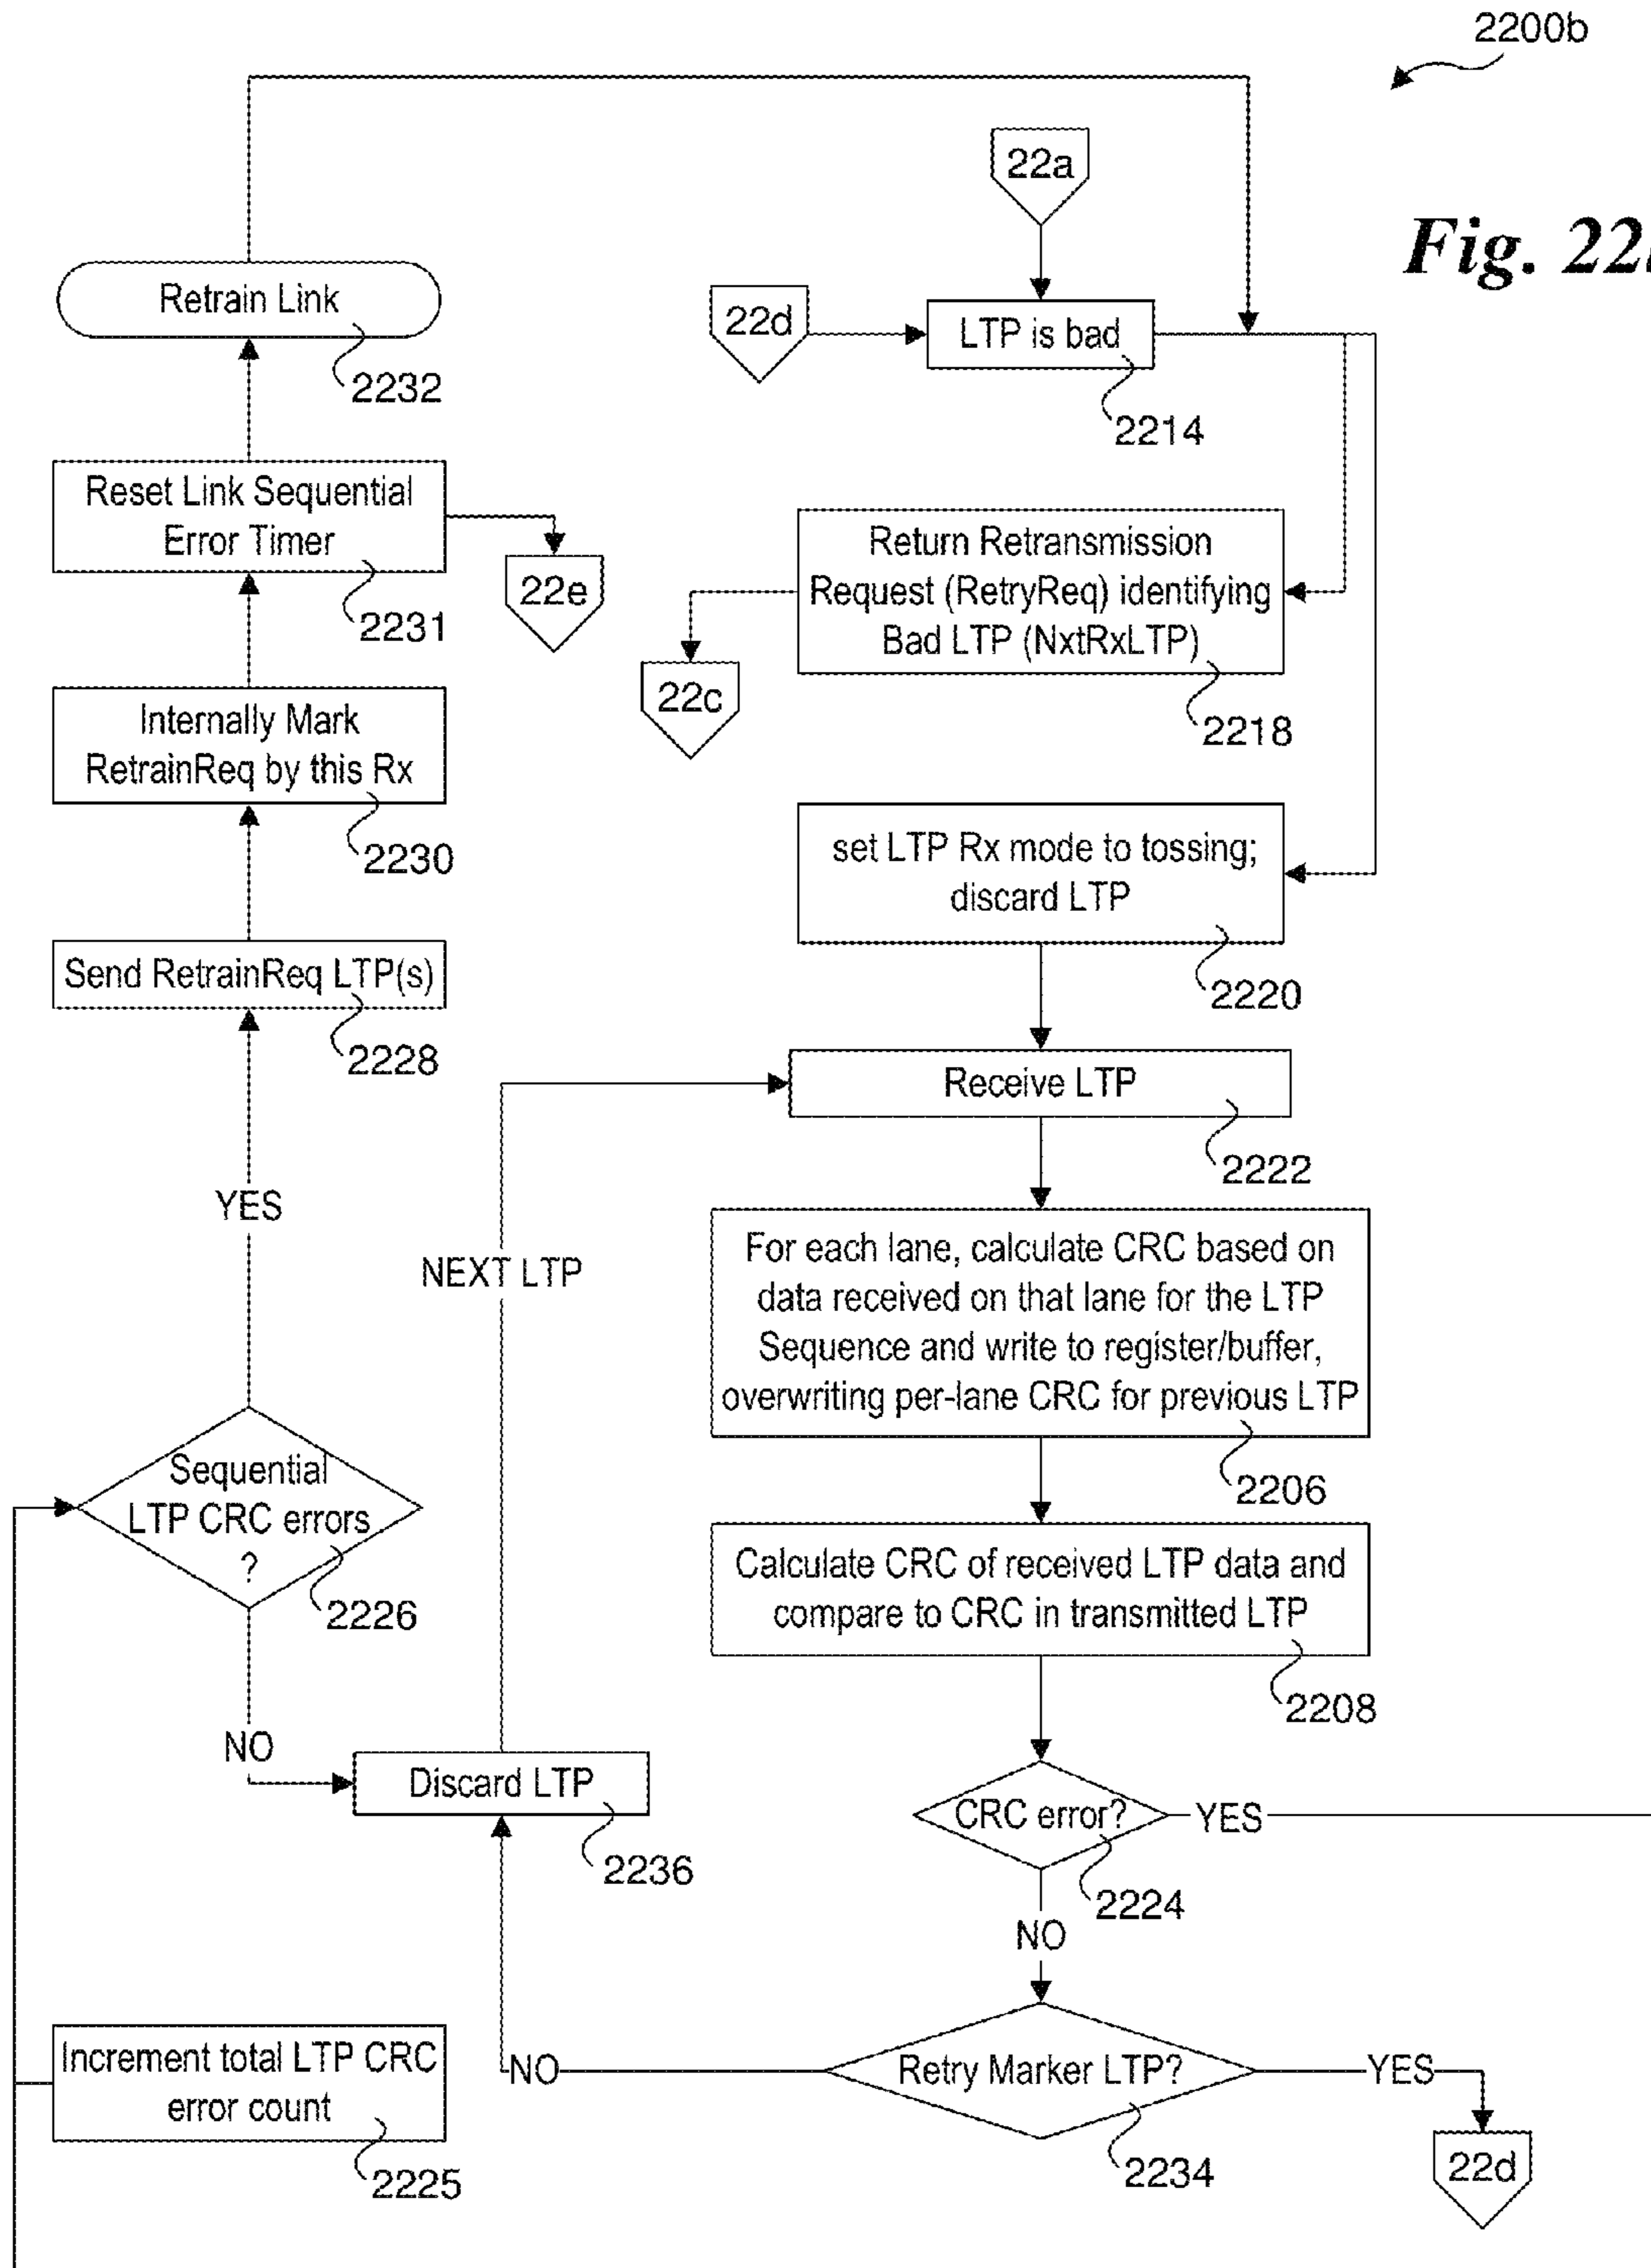 2200b
22a
Fig. 22
Retrain Link
2232
22d
LTP is bad
2214
Reset Link Sequential
Error Timer
2231
22e
Return Retransmission
Request (RetryReq) identifying
Bad LTP (NxtRxLTP)
2218
22c
Internally Mark
RetrainReq by this Rx
2230
set LTP Rx mode to tossing;
discard LTP
2220
Send RetrainReq LTP(s)
2228
Receive LTP
2222
YES
NEXT LTP
For each lane, calculate CRC based on
data received on that lane for the LTP
Sequence and write to register/buffer,
overwriting per-lane CRC for previous LTP
2206
Sequential
LTP CRC errors
?
2226
Calculate CRC of received LTP data and
compare to CRC in transmitted LTP
2208
NO
Discard LTP
2236
CRC error?
YES
2224
NO
Increment total LTP CRC
error count
2225
NO
Retry Marker LTP?
YES
2234
22d